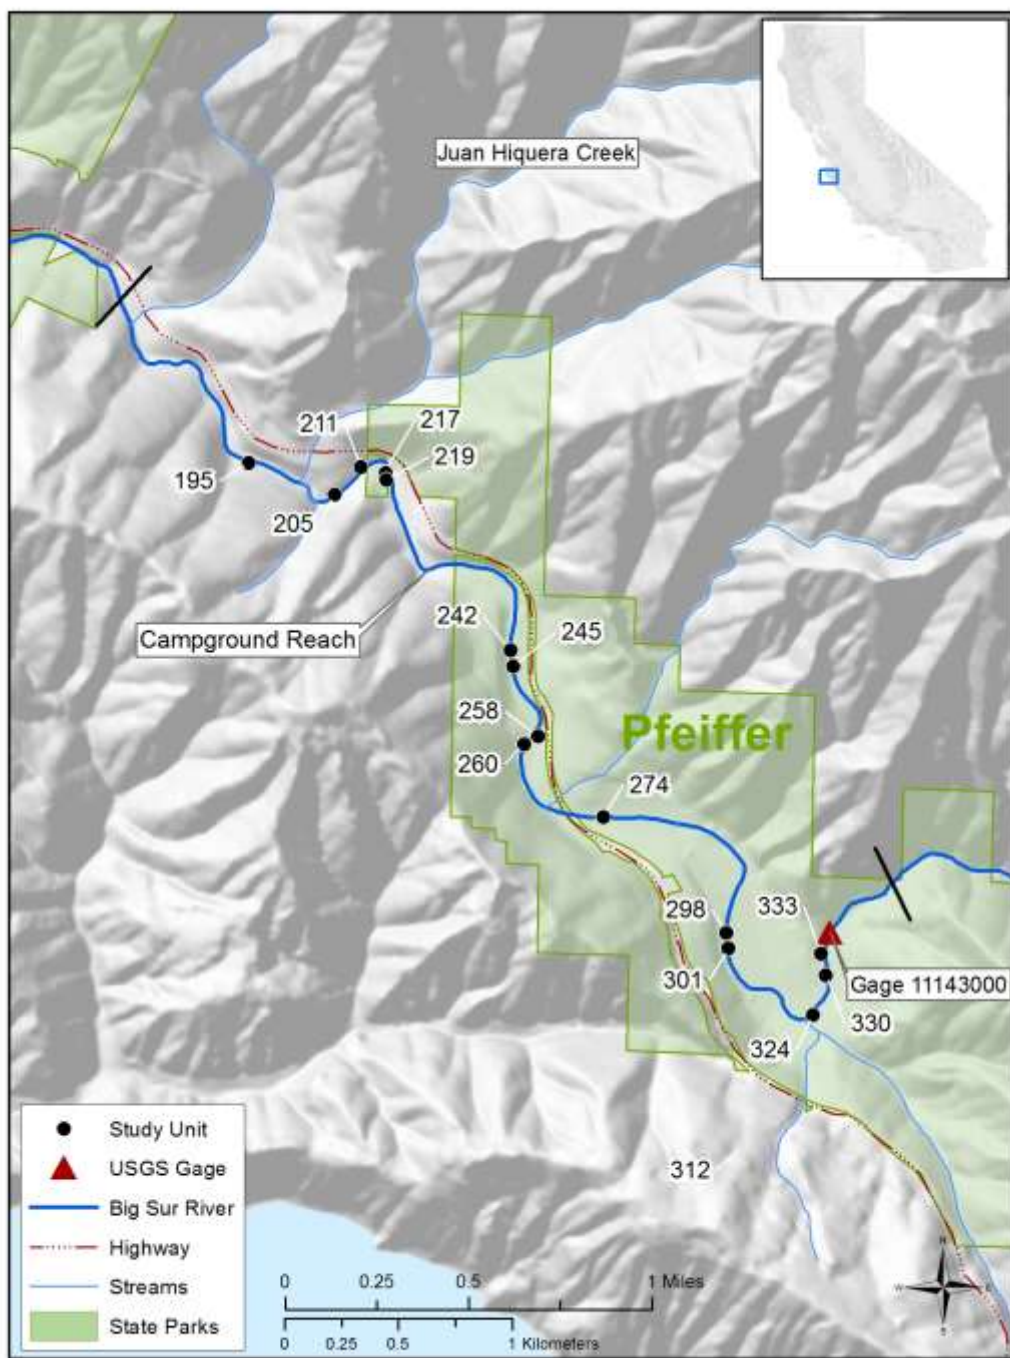 Juan Hiquera Creek
211
217
219
195
205
Campground Reach
242
245
258
Pfeiffer
260
274
298
333
301
Gage 11143000
330
324
312
Study Unit
USGS Gage
Big Sur River
Highway
Streams
State Parks
0 0.25 0.5 1 Miles
0 0.25 0.5 1 Kilometers
N
W E
S